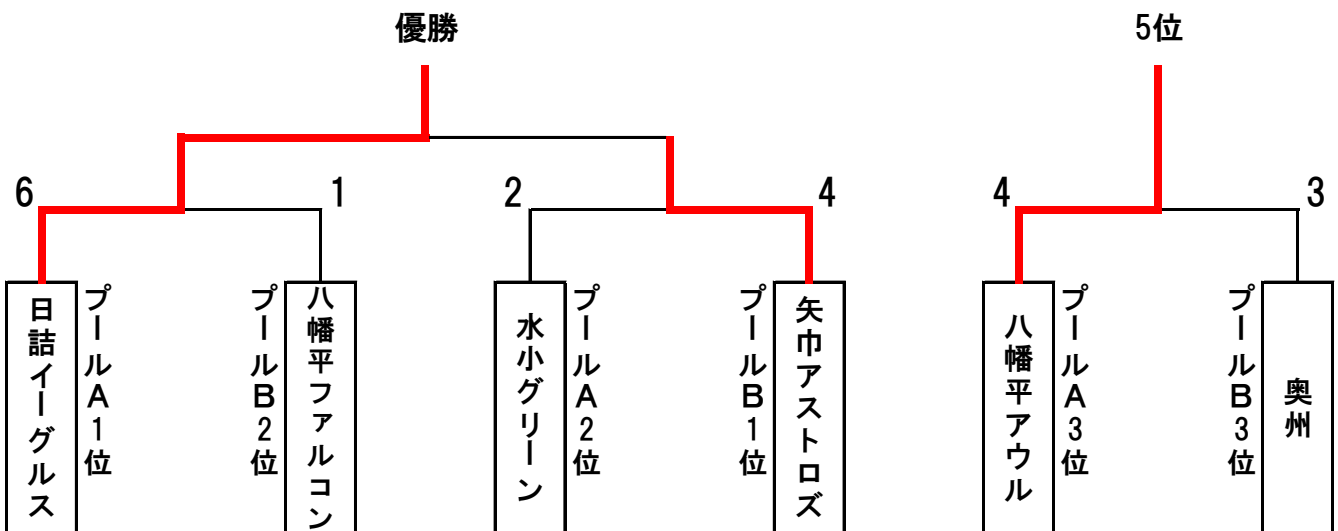 優勝
5位
6
1
2
4
4
3
日詰イーグルス
プールA1位
プールB2位
八幡平ファルコン
水小グリーン
プールA2位
プールB1位
矢巾アストロズ
八幡平アウル
プールA3位
プールB3位
奥州